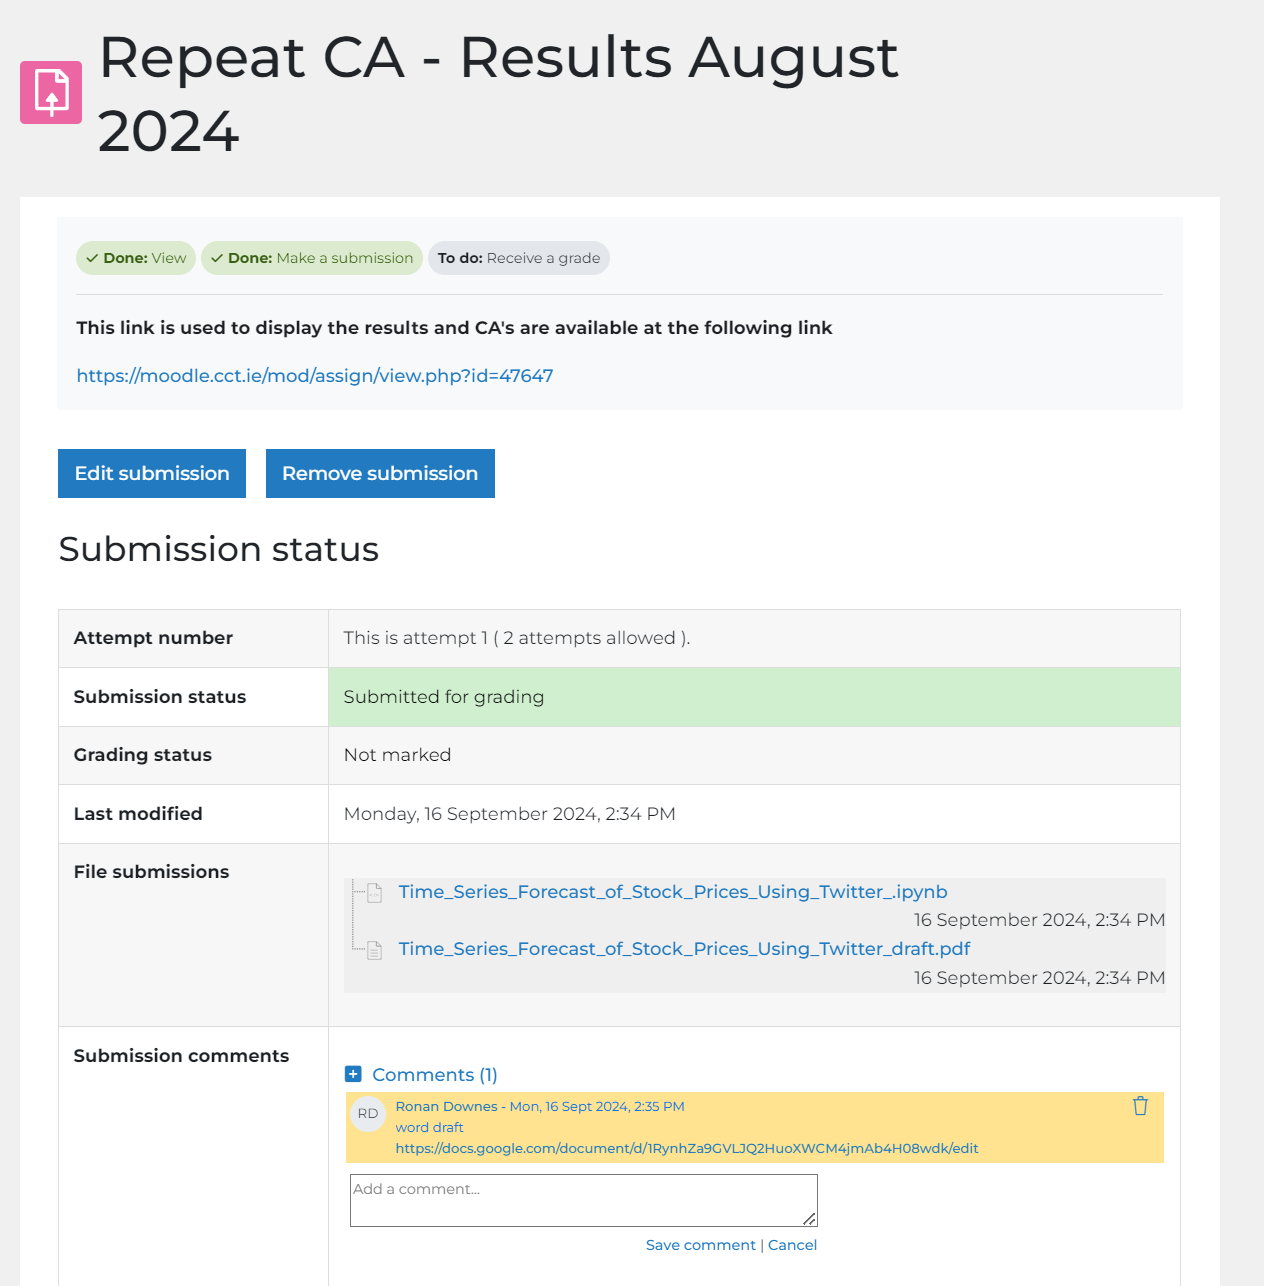 Repeat CA - Results August
2024
Done: View
Done: Make a submission
To do: Receive a grade
This link is used to display the results and CA's are available at the following link
https://moodle.cct.ie/mod/assign/view.php?id=47647
Edit submission
Remove submission
Submission status
Attempt number
This is attempt 1 ( 2 attempts allowed ).
Submission status
Submitted for grading
Grading status
Not marked
Last modified
Monday, 16 September 2024, 2:34 PM
File submissions
Time_Series_Forecast_of_Stock_Prices_Using_Twitter_.ipynb
16 September 2024, 2:34 PM
Time_Series_Forecast_of_Stock_Prices_Using_Twitter_draft.pdf
16 September 2024, 2:34 PM
Submission comments
Comments (1)
RD
Ronan Downes - Mon, 16 Sept 2024, 2:35 PM
word draft
https://docs.google.com/document/d/1RynhZa9GVLJQ2HuoXWCM4jmAb4H08wdk/edit
Add a comment...
Save comment | Cancel